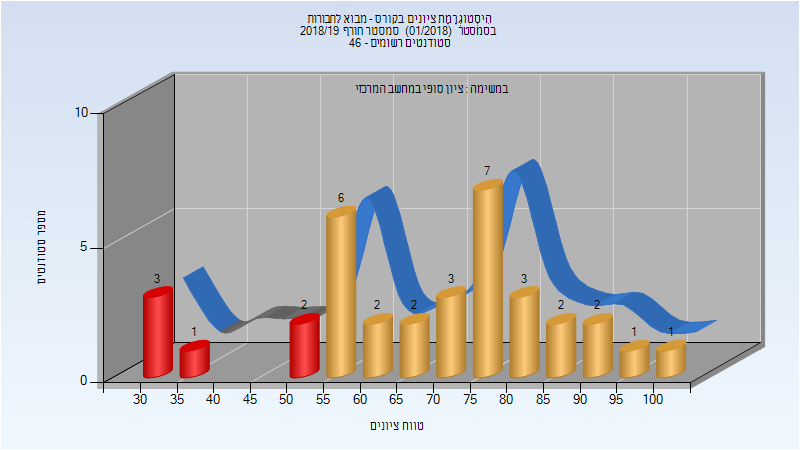 היסטוגרמת ציונים בקורס - מבוא לחבורות
בסמסטר (01/2018) סמסטר חורף 2018/19
סטודנטים רשומים - 46
במשימה : ציון סופי במחשב המרכזי
מספר סטודנטים
10
5
0
3
1
2
6
2
2
3
7
3
2
2
1
1
30 35 40 45 50 55 60 65 70 75 80 85 90 95 100
טווח ציונים